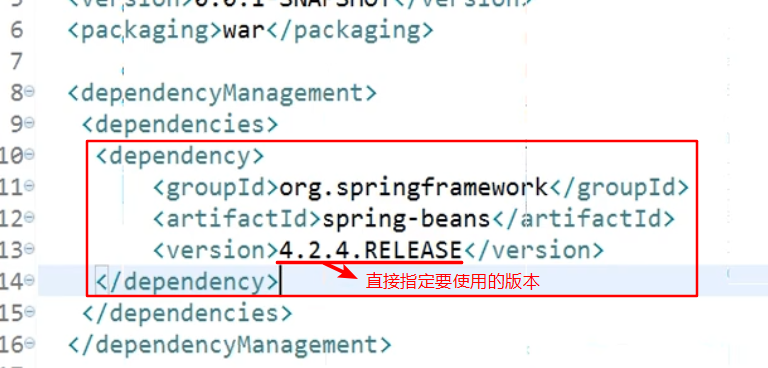 <version>0.0.1-SNAPSHOT</version>
6 <packaging>war</packaging>
7
8 <dependencyManagement>
9 <dependencies>
10 <dependency>
11 <groupId>org.springframework</groupId>
12 <artifactId>spring-beans</artifactId>
13 <version>4.2.4.RELEASE</version>
直接指定要使用的版本
14 </dependency>
15 </dependencies>
16 </dependencyManagement>